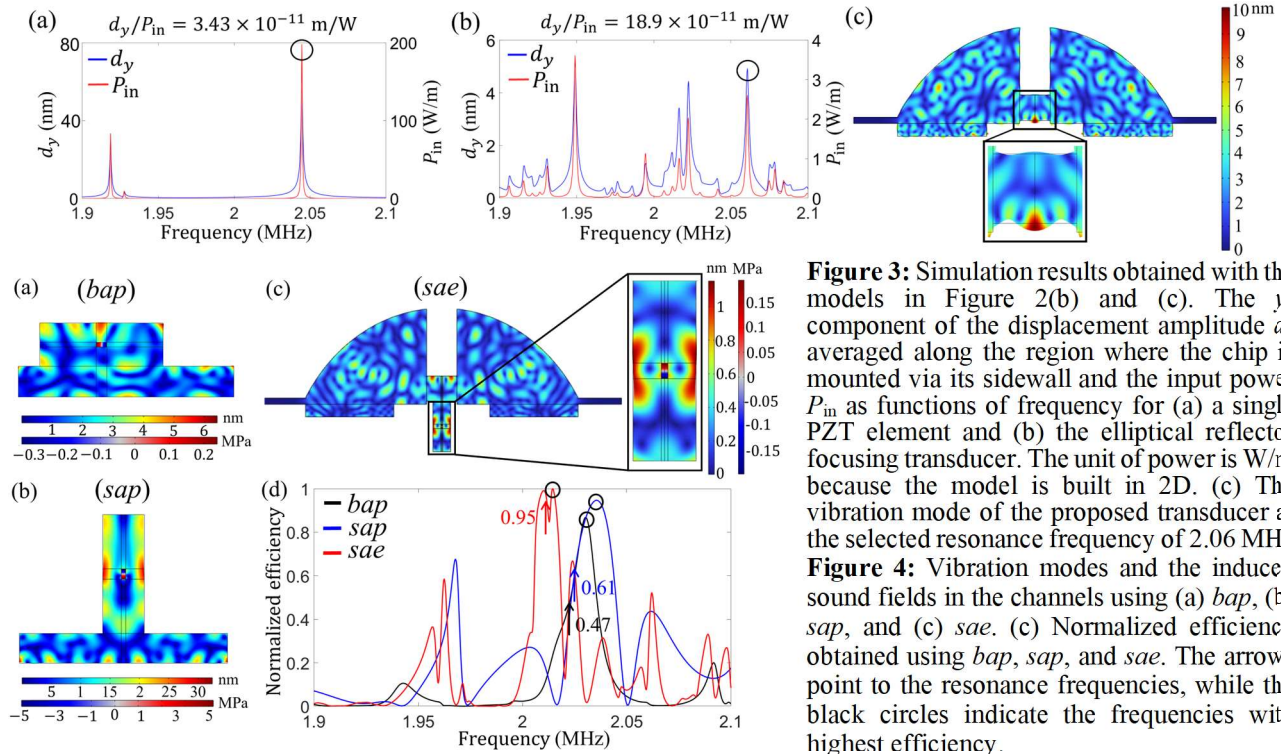 (a) d_y/P_in = 3.43 × 10⁻¹¹ m/W
80
40
0
d_y (nm)
d_y
P_in
200
100
0
P_in (W/m)
1.9 1.95 2 2.05 2.1
Frequency (MHz)
(b) d_y/P_in = 18.9 × 10⁻¹¹ m/W
6
4
2
0
d_y (nm)
d_y
P_in
4
3
2
1
0
P_in (W/m)
1.9 1.95 2 2.05 2.1
Frequency (MHz)
(c)
10 nm
9
8
7
6
5
4
3
2
1
0
(a) (bap)
1 2 3 4 5 6 nm
−0.3 −0.2 −0.1 0 0.1 0.2 MPa
(b) (sap)
5 10 15 20 25 30 nm
−5 −3 −1 1 3 5 MPa
(c) (sae)
nm MPa
1
0.9
0.8
0.7
0.6
0.5
0.4
0.3
0.2
0.1
0
0.15
0.1
0.05
0
-0.05
-0.1
-0.15
(d)
bap
sap
sae
1
0.8
0.6
0.4
0.2
0
Normalized efficiency
0.95
0.61
0.47
1.9 1.95 2 2.05 2.1
Frequency (MHz)
Figure 3: Simulation results obtained with
models in Figure 2(b) and (c). The
component of the displacement amplitude
averaged along the region where the chip
mounted via its sidewall and the input
P_in as functions of frequency for (a) a
PZT element and (b) the elliptical
focusing transducer. The unit of power is
because the model is built in 2D. (c)
vibration mode of the proposed transducer
the selected resonance frequency of 2.06
Figure 4: Vibration modes and the
sound fields in the channels using (a) bap,
sap, and (c) sae. (c) Normalized
obtained using bap, sap, and sae. The
point to the resonance frequencies, while
black circles indicate the frequencies
highest efficiency.